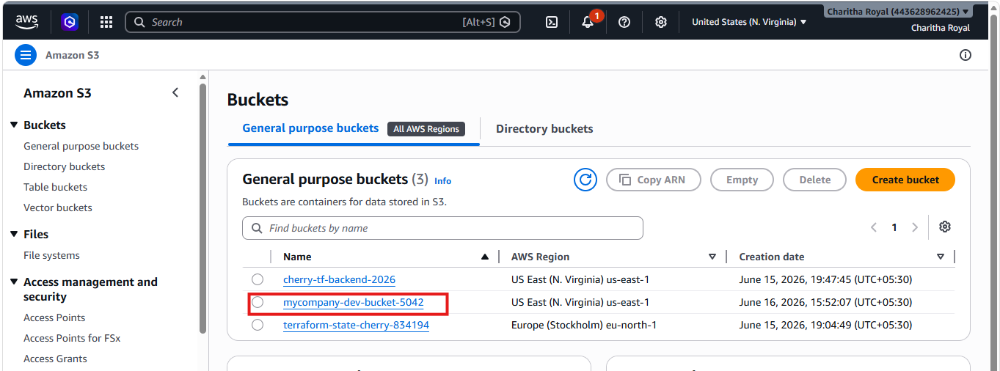 aws
Search [Alt+S]
1
United States (N. Virginia) ▼
Charitha Royal (443628962425) ▼
Charitha Royal
Amazon S3
Amazon S3
Buckets
General purpose buckets
Directory buckets
Table buckets
Vector buckets
Files
File systems
Access management and
security
Access Points
Access Points for FSx
Access Grants
Buckets
General purpose buckets All AWS Regions Directory buckets
General purpose buckets (3) Info
Copy ARN Empty Delete Create bucket
Buckets are containers for data stored in S3.
Find buckets by name
1
Name AWS Region Creation date
cherry-tf-backend-2026 US East (N. Virginia) us-east-1 June 15, 2026, 19:47:45 (UTC+05:30)
mycompany-dev-bucket-5042 US East (N. Virginia) us-east-1 June 16, 2026, 15:52:07 (UTC+05:30)
terraform-state-cherry-834194 Europe (Stockholm) eu-north-1 June 15, 2026, 19:04:49 (UTC+05:30)